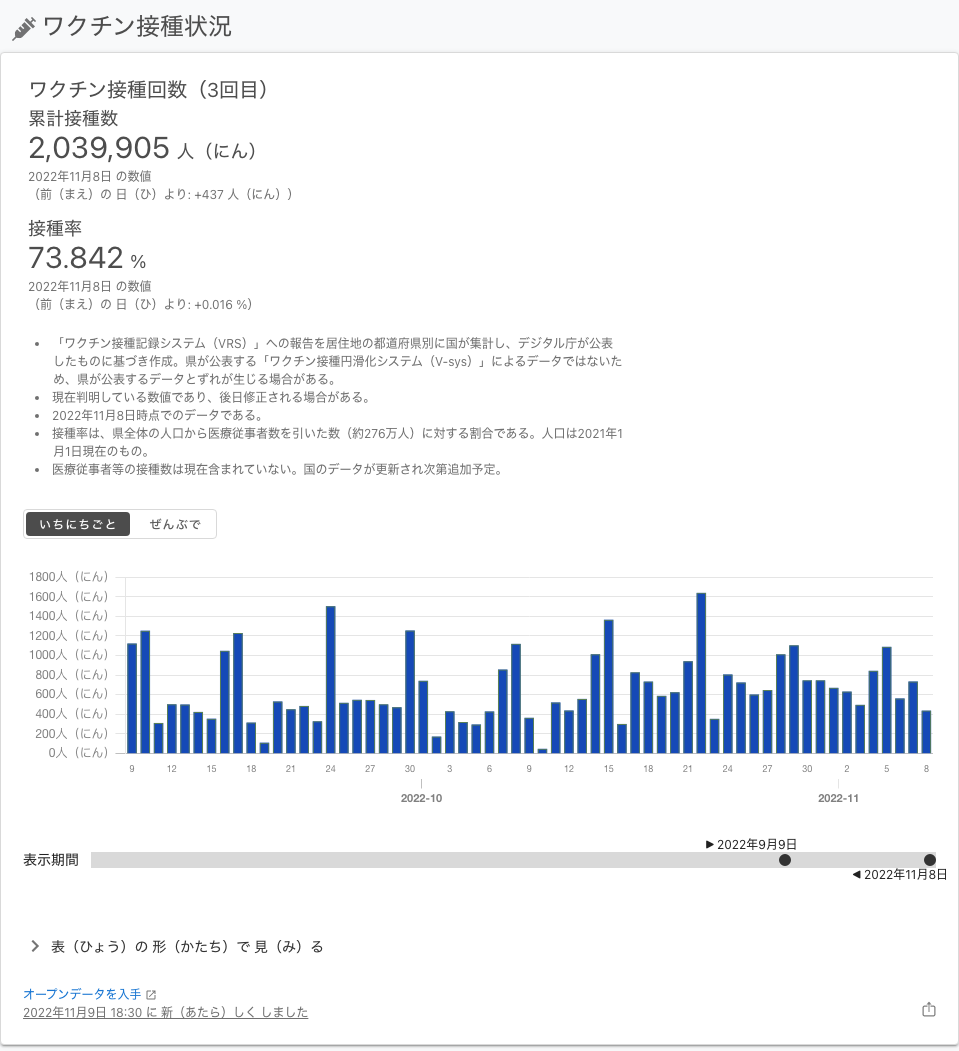 ワクチン接種状況
ワクチン接種回数（3回目）
累計接種数
2,039,905 人（にん）
2022年11月8日 の数値
（前（まえ）の 日（ひ）より: +437 人（にん））
接種率
73.842 %
2022年11月8日 の数値
（前（まえ）の 日（ひ）より: +0.016 %）
• 「ワクチン接種記録システム（VRS）」への報告を居住地の都道府県別に国が集計し、デジタル庁が公表
したものに基づき作成。県が公表する「ワクチン接種円滑化システム（V-sys）」によるデータではないた
め、県が公表するデータとずれが生じる場合がある。
• 現在判明している数値であり、後日修正される場合がある。
• 2022年11月8日時点でのデータである。
• 接種率は、県全体の人口から医療従事者数を引いた数（約276万人）に対する割合である。人口は2021年1
月1日現在のもの。
• 医療従事者等の接種数は現在含まれていない。国のデータが更新され次第追加予定。
いちにちごと ぜんぶで
1800人（にん）
1600人（にん）
1400人（にん）
1200人（にん）
1000人（にん）
800人（にん）
600人（にん）
400人（にん）
200人（にん）
0人（にん）
9 12 15 18 21 24 27 30 3 6 9 12 15 18 21 24 27 30 2 5 8
2022-10 2022-11
▶ 2022年9月9日
表示期間
◀ 2022年11月8日
表（ひょう）の 形（かたち）で 見（み）る
オープンデータを入手
2022年11月9日 18:30 に 新（あたら）しく しました